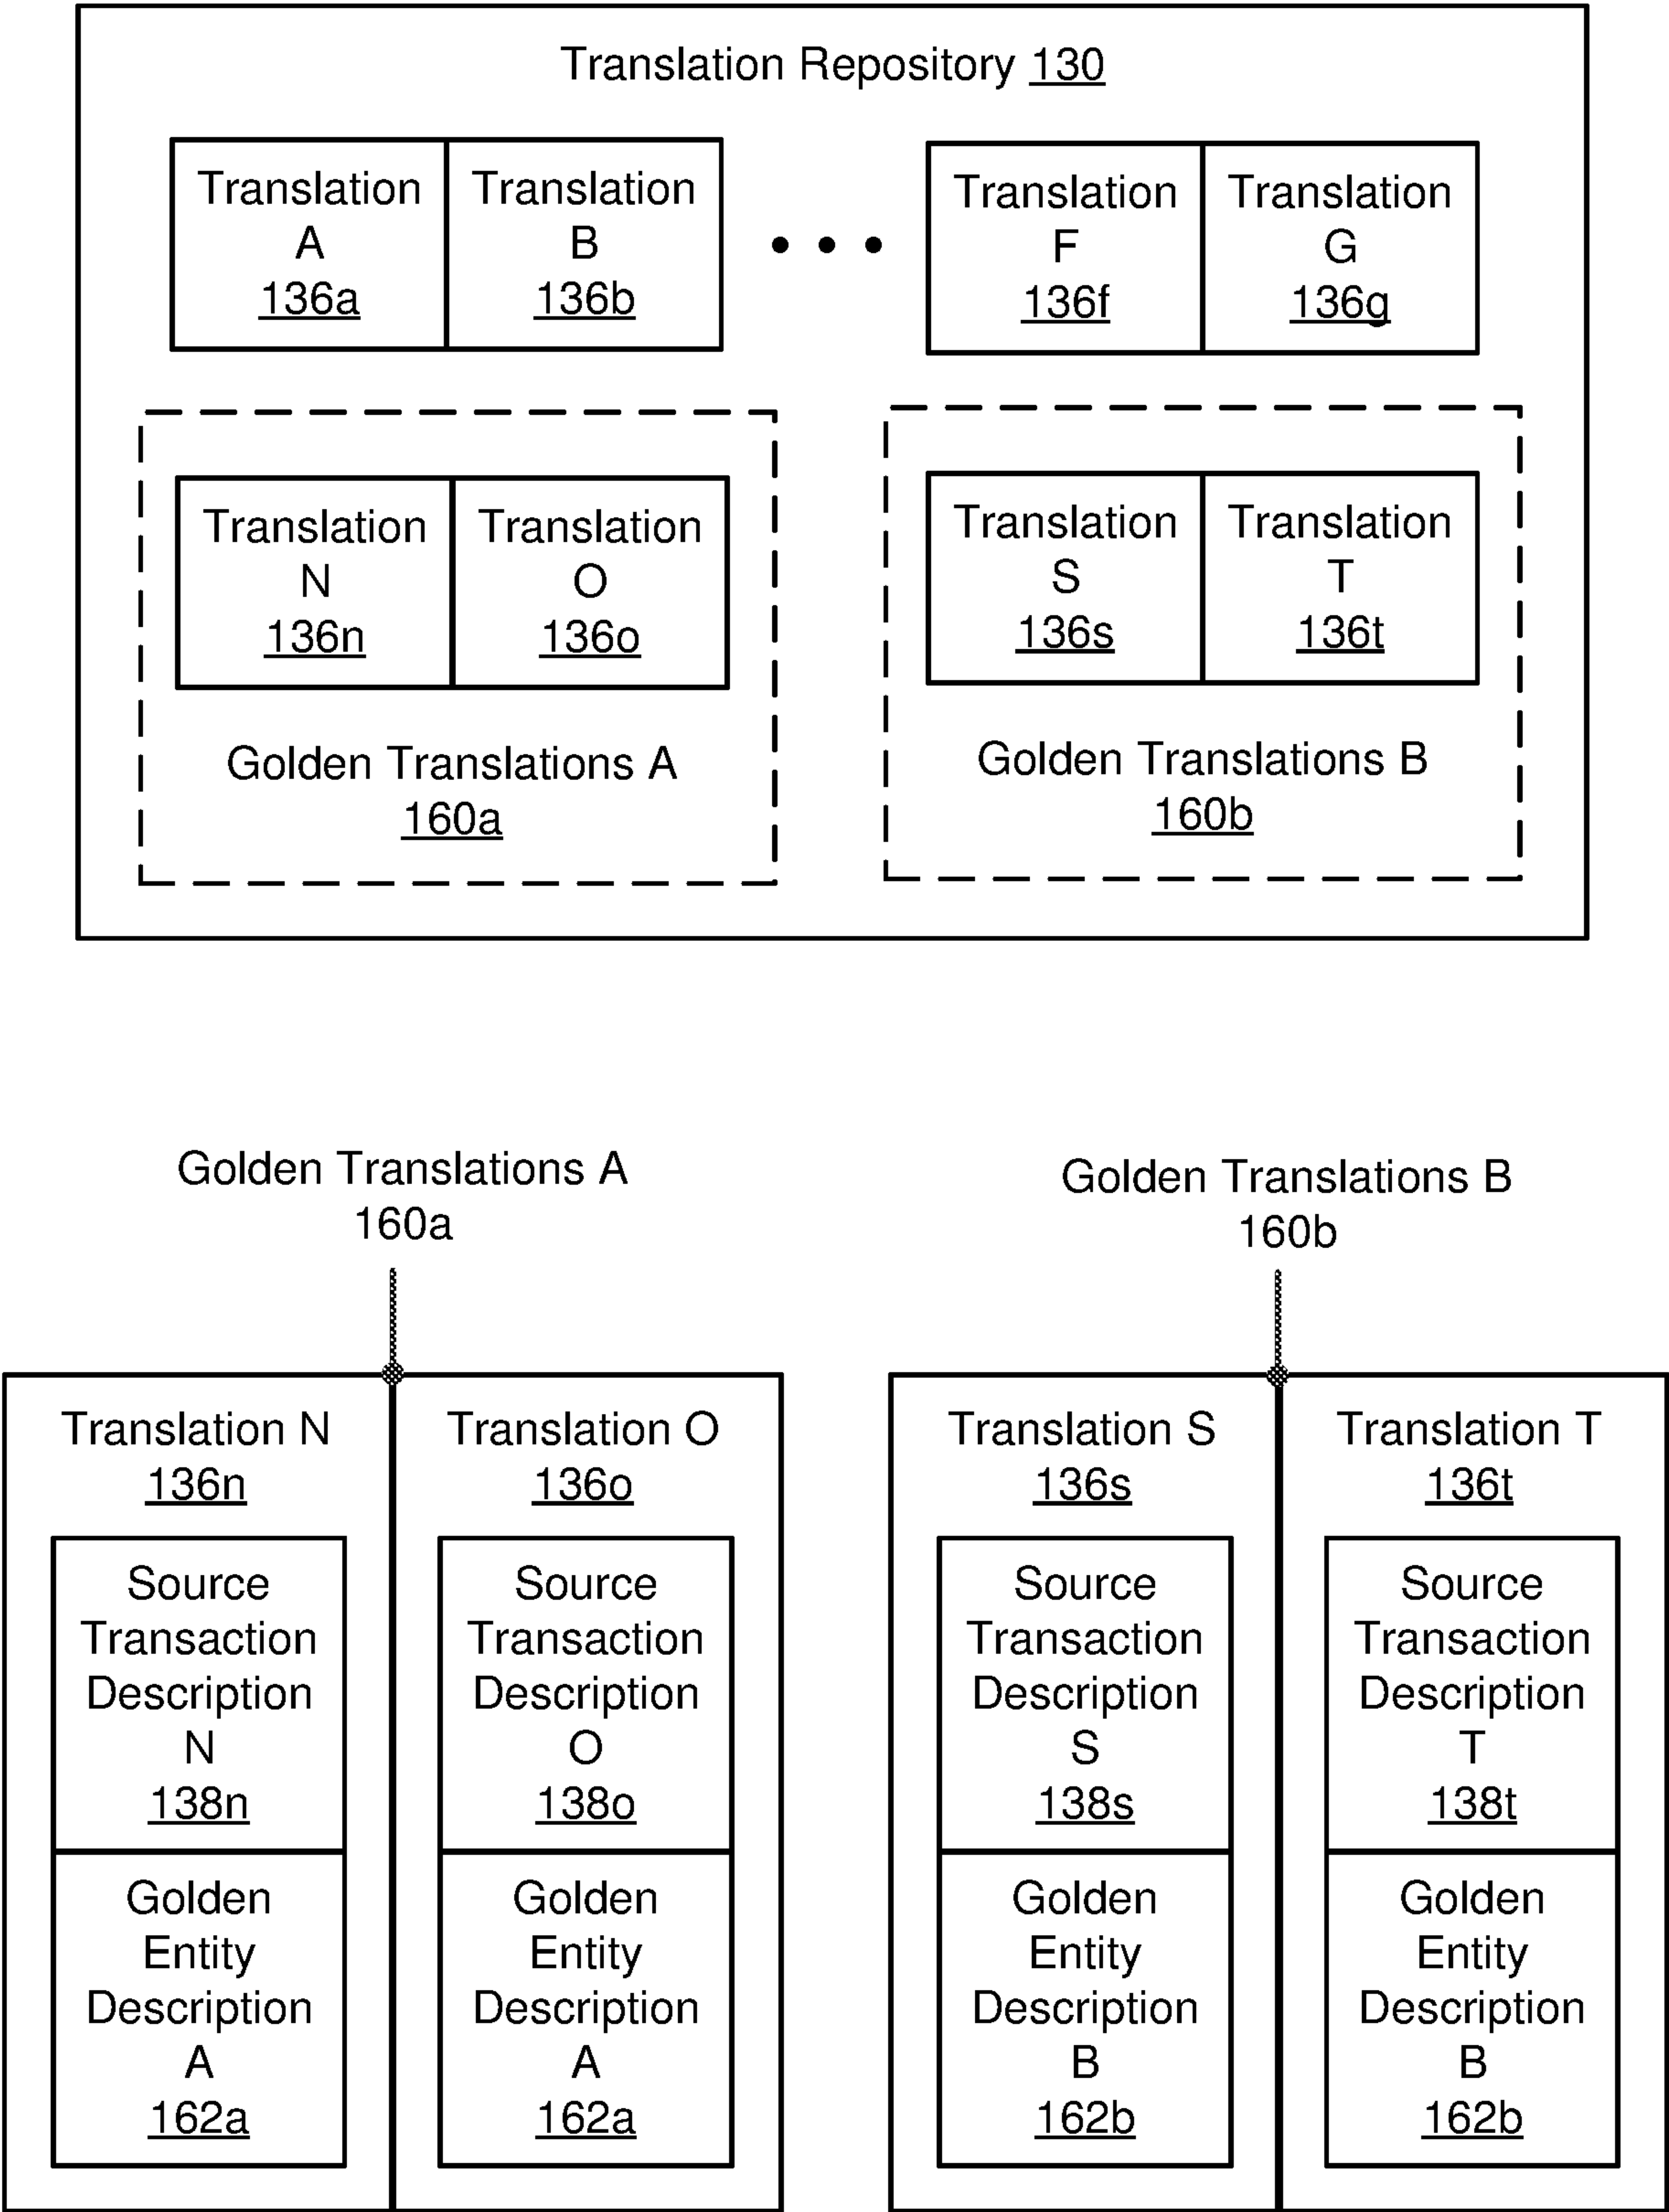 Translation Repository 130
Translation Translation Translation Translation
A B F G
136a 136b 136f 136g
Translation Translation Translation Translation
N O S T
136n 136o 136s 136t
Golden Translations A Golden Translations B
160a 160b
Golden Translations A Golden Translations B
160a 160b
Translation N Translation O Translation S Translation T
136n 136o 136s 136t
Source Source Source Source
Transaction Transaction Transaction Transaction
Description Description Description Description
N O S T
138n 138o 138s 138t
Golden Golden Golden Golden
Entity Entity Entity Entity
Description Description Description Description
A A B B
162a 162a 162b 162b